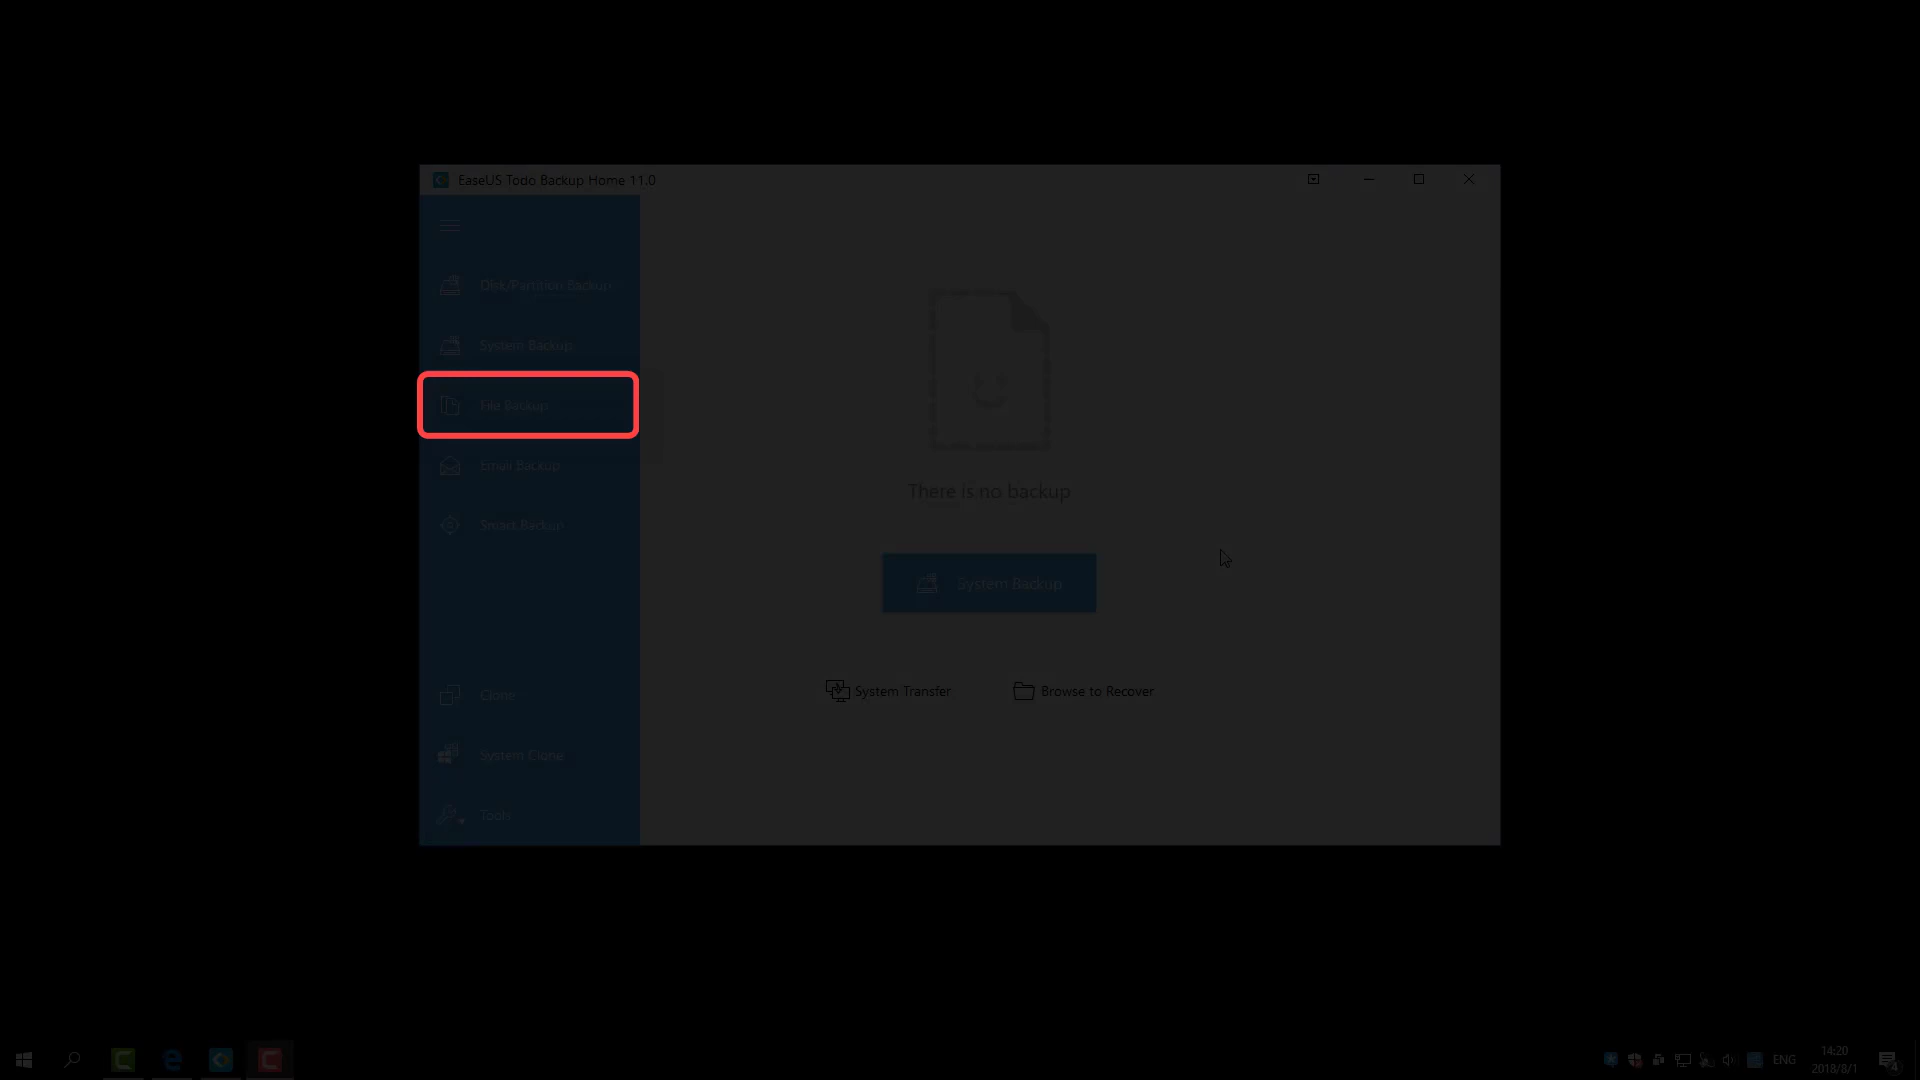 EaseUS Todo Backup Home 11.0
Disk/Partition Backup
System Backup
File Backup
Email Backup
Smart Backup
Clone
System Clone
Tools
There is no backup
System Backup
System Transfer
Browse to Recover
ENG
14:20
2018/8/1
4